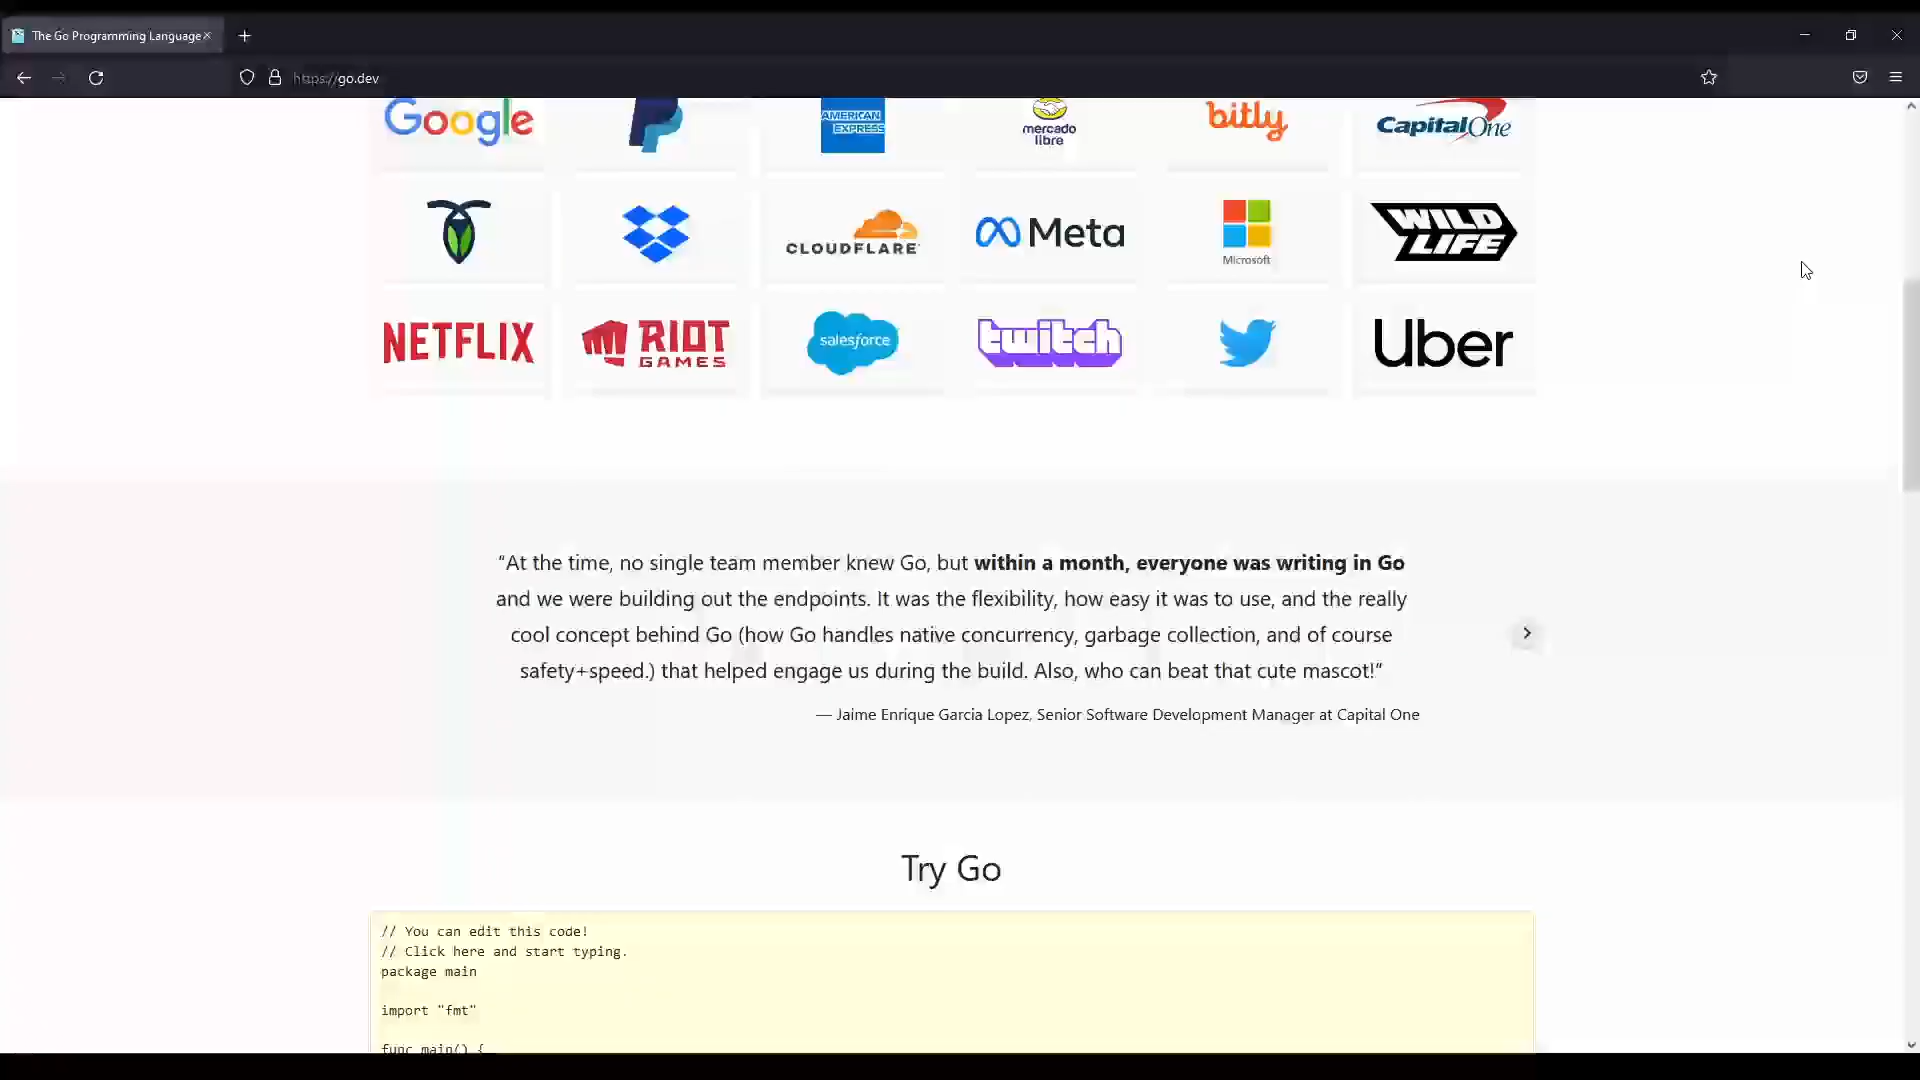 The Go Programming Language
https://go.dev
Google
AMERICAN EXPRESS
mercado libre
bitly
CapitalOne
CLOUDFLARE
Meta
Microsoft
WILD LIFE
NETFLIX
RIOT GAMES
salesforce
twitch
Uber
“At the time, no single team member knew Go, but within a month, everyone was writing in Go
and we were building out the endpoints. It was the flexibility, how easy it was to use, and the really
cool concept behind Go (how Go handles native concurrency, garbage collection, and of course
safety+speed.) that helped engage us during the build. Also, who can beat that cute mascot!”
— Jaime Enrique Garcia Lopez, Senior Software Development Manager at Capital One
Try Go
// You can edit this code!
// Click here and start typing.
package main
import "fmt"
func main() {